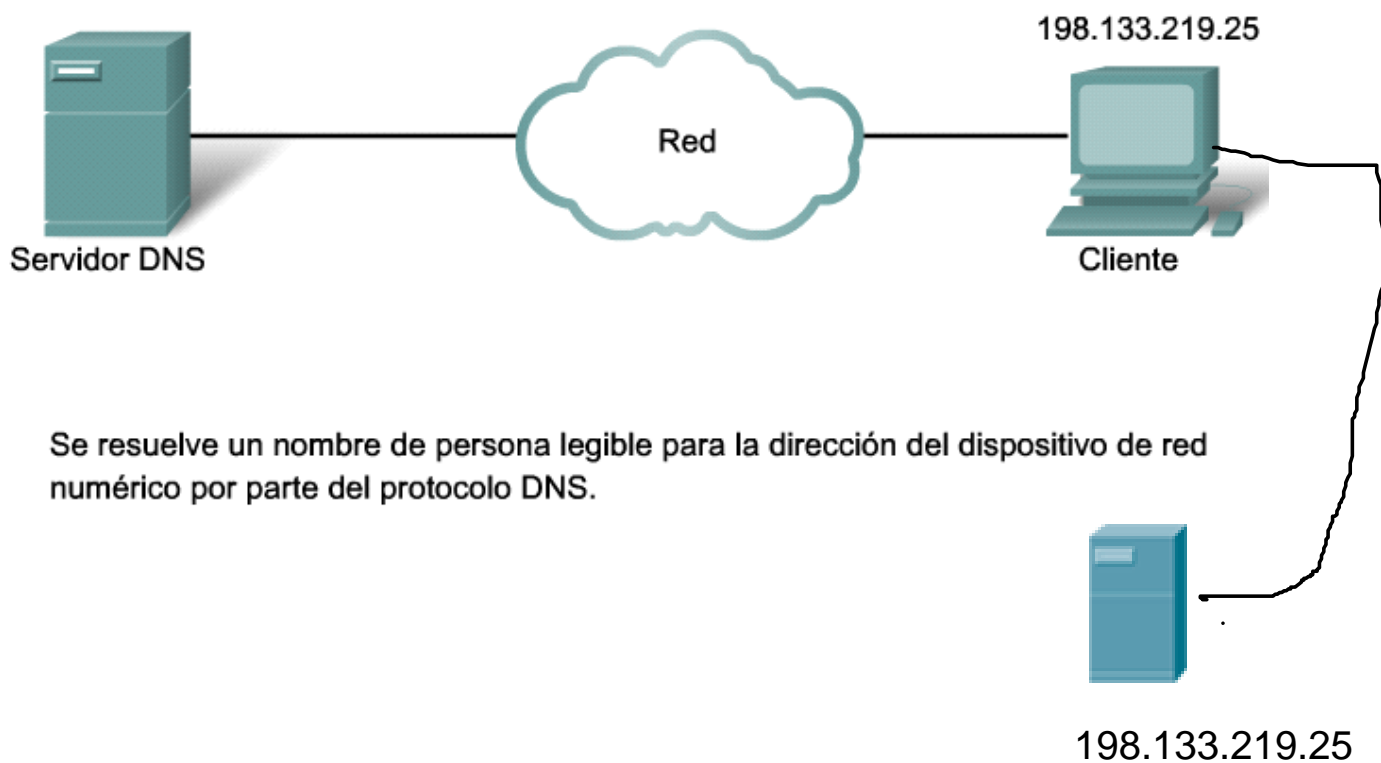 198.133.219.25
Red
Servidor DNS
Cliente
Se resuelve un nombre de persona legible para la dirección del dispositivo de red
numérico por parte del protocolo DNS.
198.133.219.25